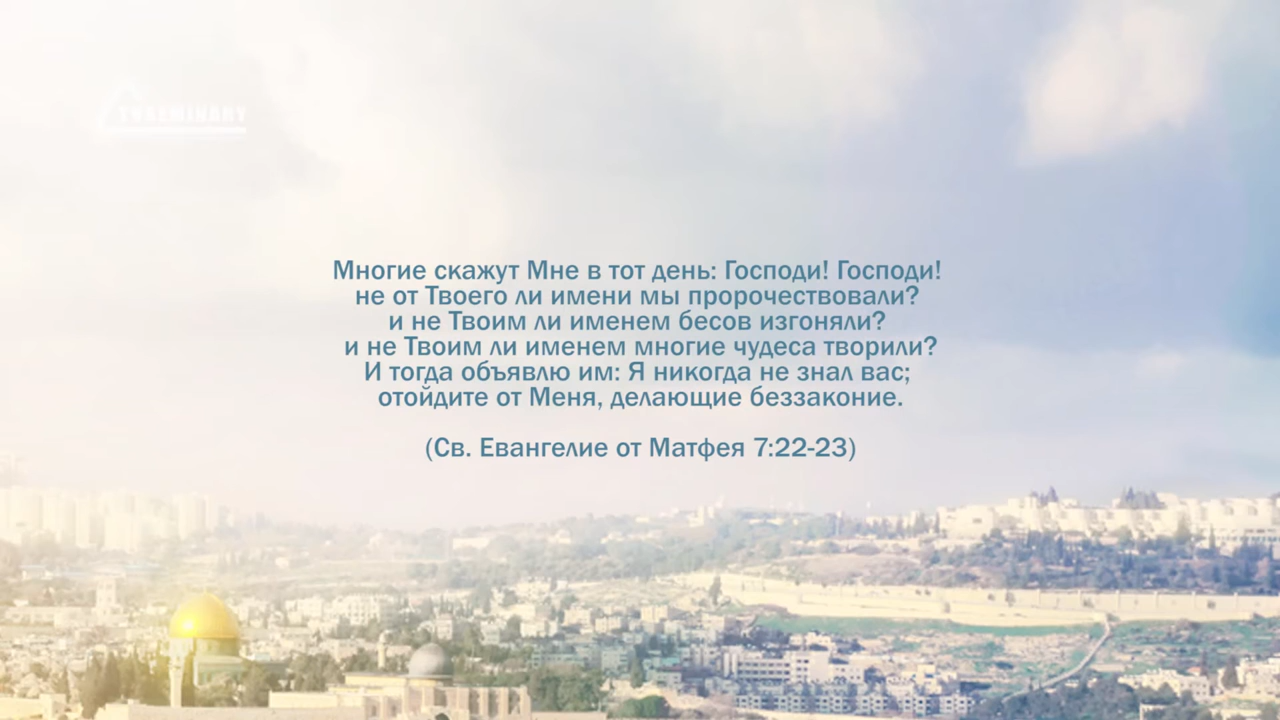 TVSEMINARY
Многие скажут Мне в тот день: Господи! Господи!
не от Твоего ли имени мы пророчествовали?
и не Твоим ли именем бесов изгоняли?
и не Твоим ли именем многие чудеса творили?
И тогда объявлю им: Я никогда не знал вас;
отойдите от Меня, делающие беззаконие.
(Св. Евангелие от Матфея 7:22-23)